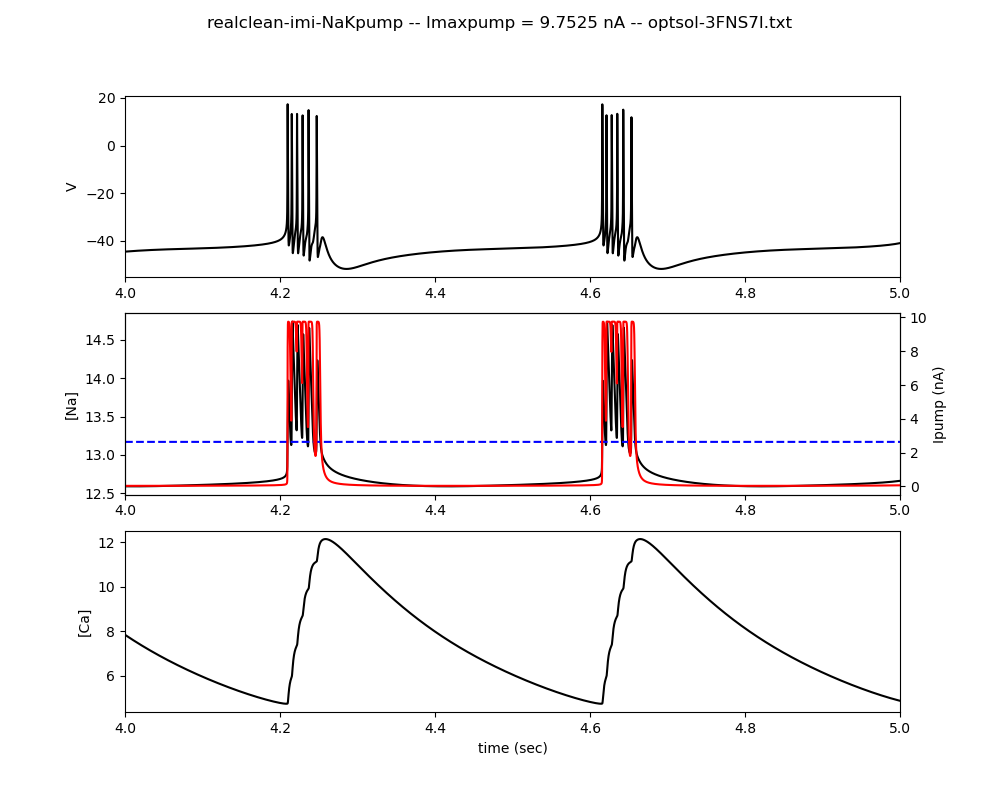 realclean-imi-NaKpump -- Imaxpump = 9.7525 nA -- optsol-3FNS7I.txt
20
0
−20
−40
V
4.0 4.2 4.4 4.6 4.8 5.0
14.5
14.0
13.5
13.0
12.5
[Na]
10
8
6
4
2
0
Ipump (nA)
4.0 4.2 4.4 4.6 4.8 5.0
12
10
8
6
[Ca]
4.0 4.2 4.4 4.6 4.8 5.0
time (sec)